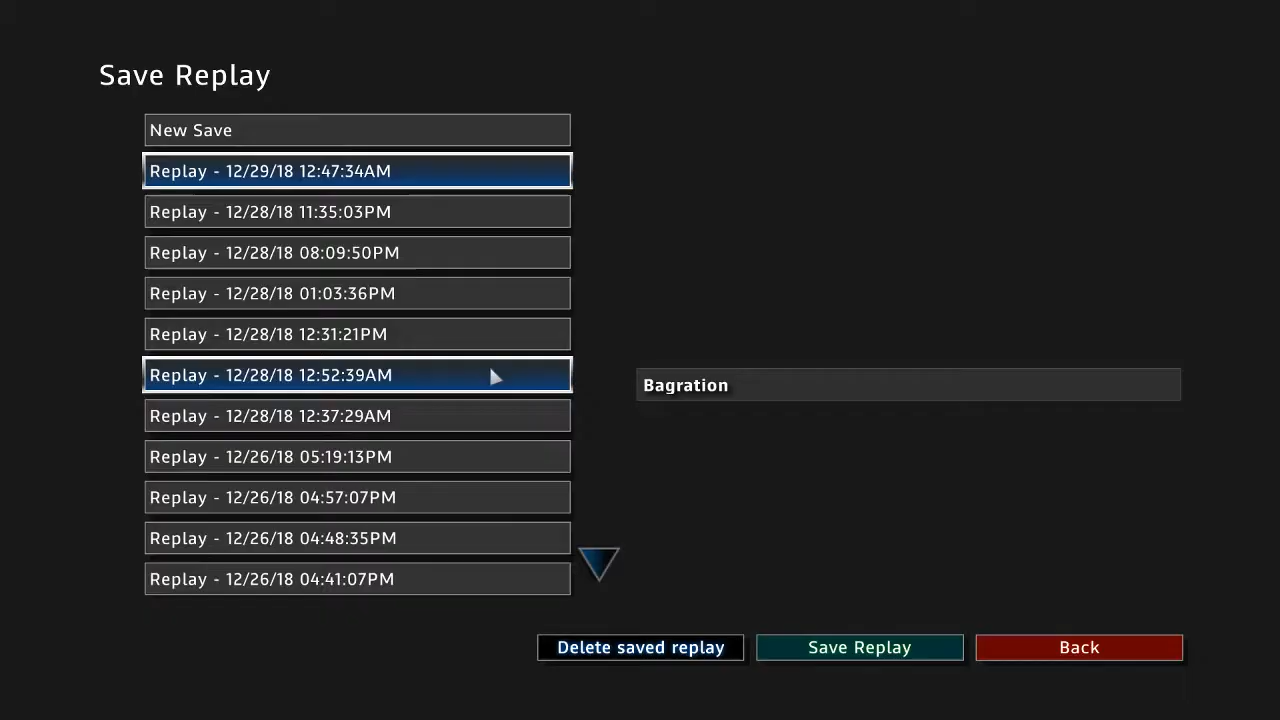 Save Replay
New Save
Replay - 12/29/18 12:47:34AM
Replay - 12/28/18 11:35:03PM
Replay - 12/28/18 08:09:50PM
Replay - 12/28/18 01:03:36PM
Replay - 12/28/18 12:31:21PM
Replay - 12/28/18 12:52:39AM
Replay - 12/28/18 12:37:29AM
Replay - 12/26/18 05:19:13PM
Replay - 12/26/18 04:57:07PM
Replay - 12/26/18 04:48:35PM
Replay - 12/26/18 04:41:07PM
Bagration
Delete saved replay
Save Replay
Back